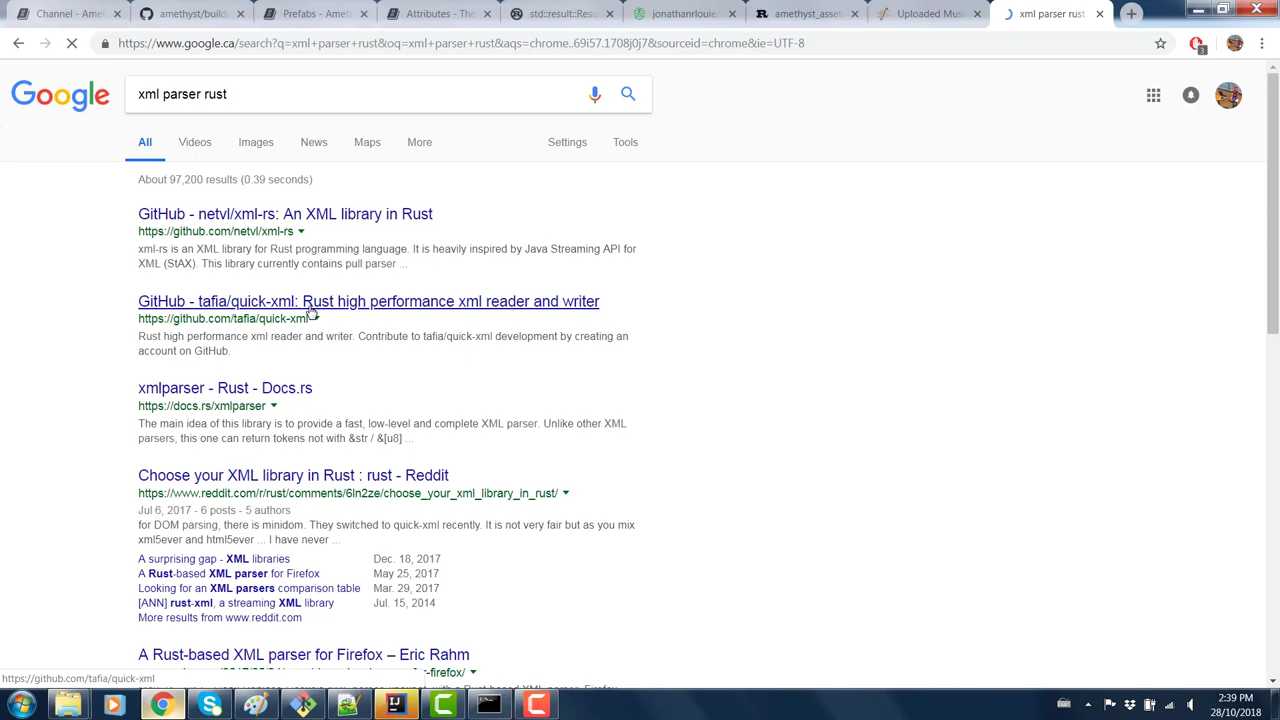 Prefabs - Ameth
Attributes - The
std::result::Resu
jonathanrlouie/
amethyst_asset
Uploaded Musi
xml parser rust
https://www.google.ca/search?q=xml+parser+rust&oq=xml+parser+rust&aqs=chrome..69i57.1708j0j7&sourceid=chrome&ie=UTF-8
3
Google
xml parser rust
All
Videos
Images
News
Maps
More
Settings
Tools
About 97,200 results (0.39 seconds)
GitHub - netvl/xml-rs: An XML library in Rust
https://github.com/netvl/xml-rs
xml-rs is an XML library for Rust programming language. It is heavily inspired by Java Streaming API for
XML (StAX). This library currently contains pull parser ...
GitHub - tafia/quick-xml: Rust high performance xml reader and writer
https://github.com/tafia/quick-xml
Rust high performance xml reader and writer. Contribute to tafia/quick-xml development by creating an
account on GitHub.
xmlparser - Rust - Docs.rs
https://docs.rs/xmlparser
The main idea of this library is to provide a fast, low-level and complete XML parser. Unlike other XML
parsers, this one can return tokens not with &str / &[u8] ...
Choose your XML library in Rust : rust - Reddit
https://www.reddit.com/r/rust/comments/6ln2ze/choose_your_xml_library_in_rust/
Jul 6, 2017 - 6 posts - 5 authors
for DOM parsing, there is minidom. They switched to quick-xml recently. It is not very fair but as you mix
xml5ever and html5ever ... I have never ...
A surprising gap - XML libraries Dec. 18, 2017
A Rust-based XML parser for Firefox May 25, 2017
Looking for an XML parsers comparison table Mar. 29, 2017
[ANN] rust-xml, a streaming XML library Jul. 15, 2014
More results from www.reddit.com
A Rust-based XML parser for Firefox – Eric Rahm
-firefox/
https://github.com/tafia/quick-xml
2:39 PM
28/10/2018